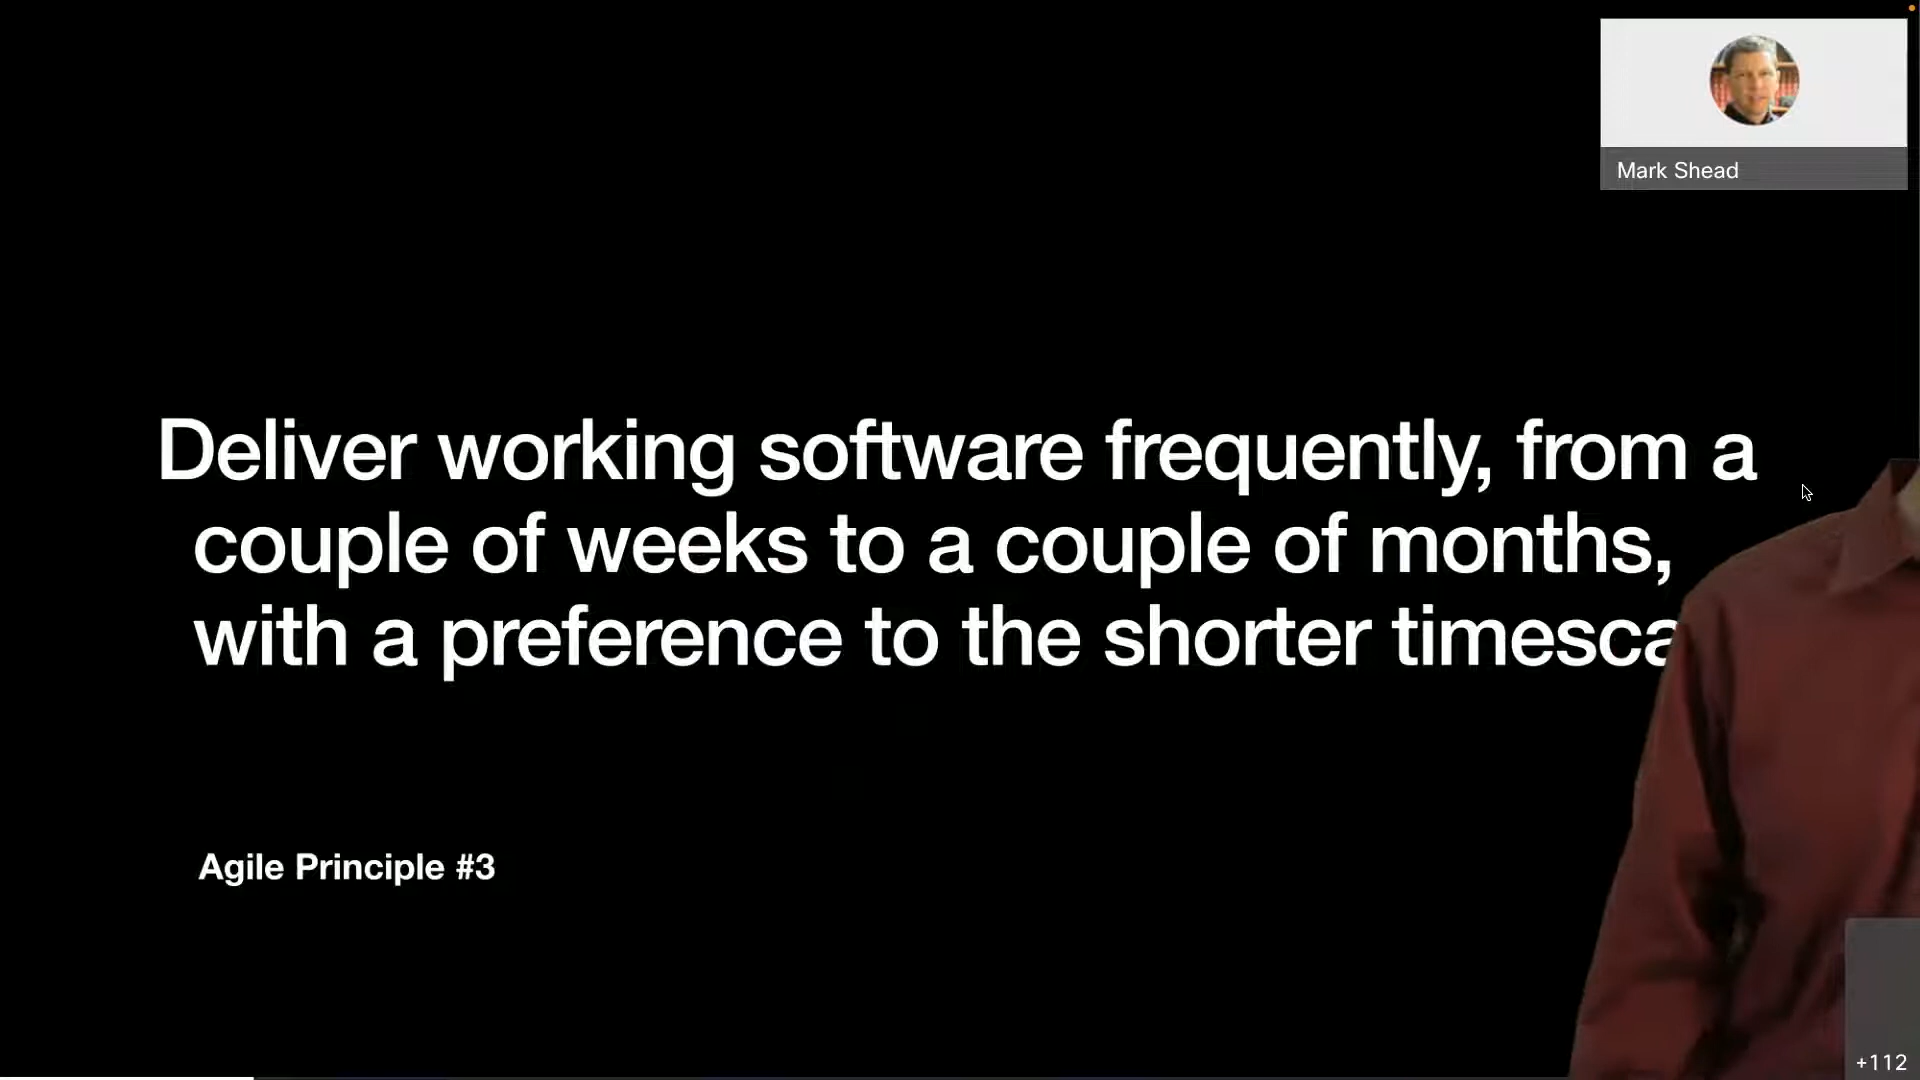 Mark Shead
Deliver working software frequently, from a
couple of weeks to a couple of months,
with a preference to the shorter
Agile Principle #3
+112